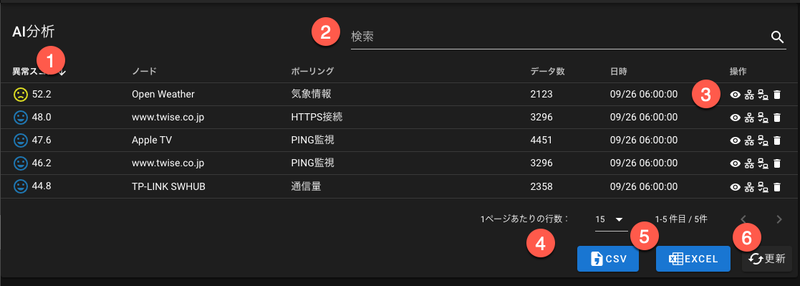 AI分析
2
検索
1
異常ス ノード ポーリング データ数 日時 操作
3
52.2 Open Weather 気象情報 2123 09/26 06:00:00
48.0 www.twise.co.jp HTTPS接続 3296 09/26 06:00:00
47.6 Apple TV PING監視 4451 09/26 06:00:00
46.2 www.twise.co.jp PING監視 3296 09/26 06:00:00
44.8 TP-LINK SWHUB 通信量 2358 09/26 06:00:00
1ページあたりの行数： 15 1-5 件目 / 5件
4 5 6
CSV EXCEL 更新